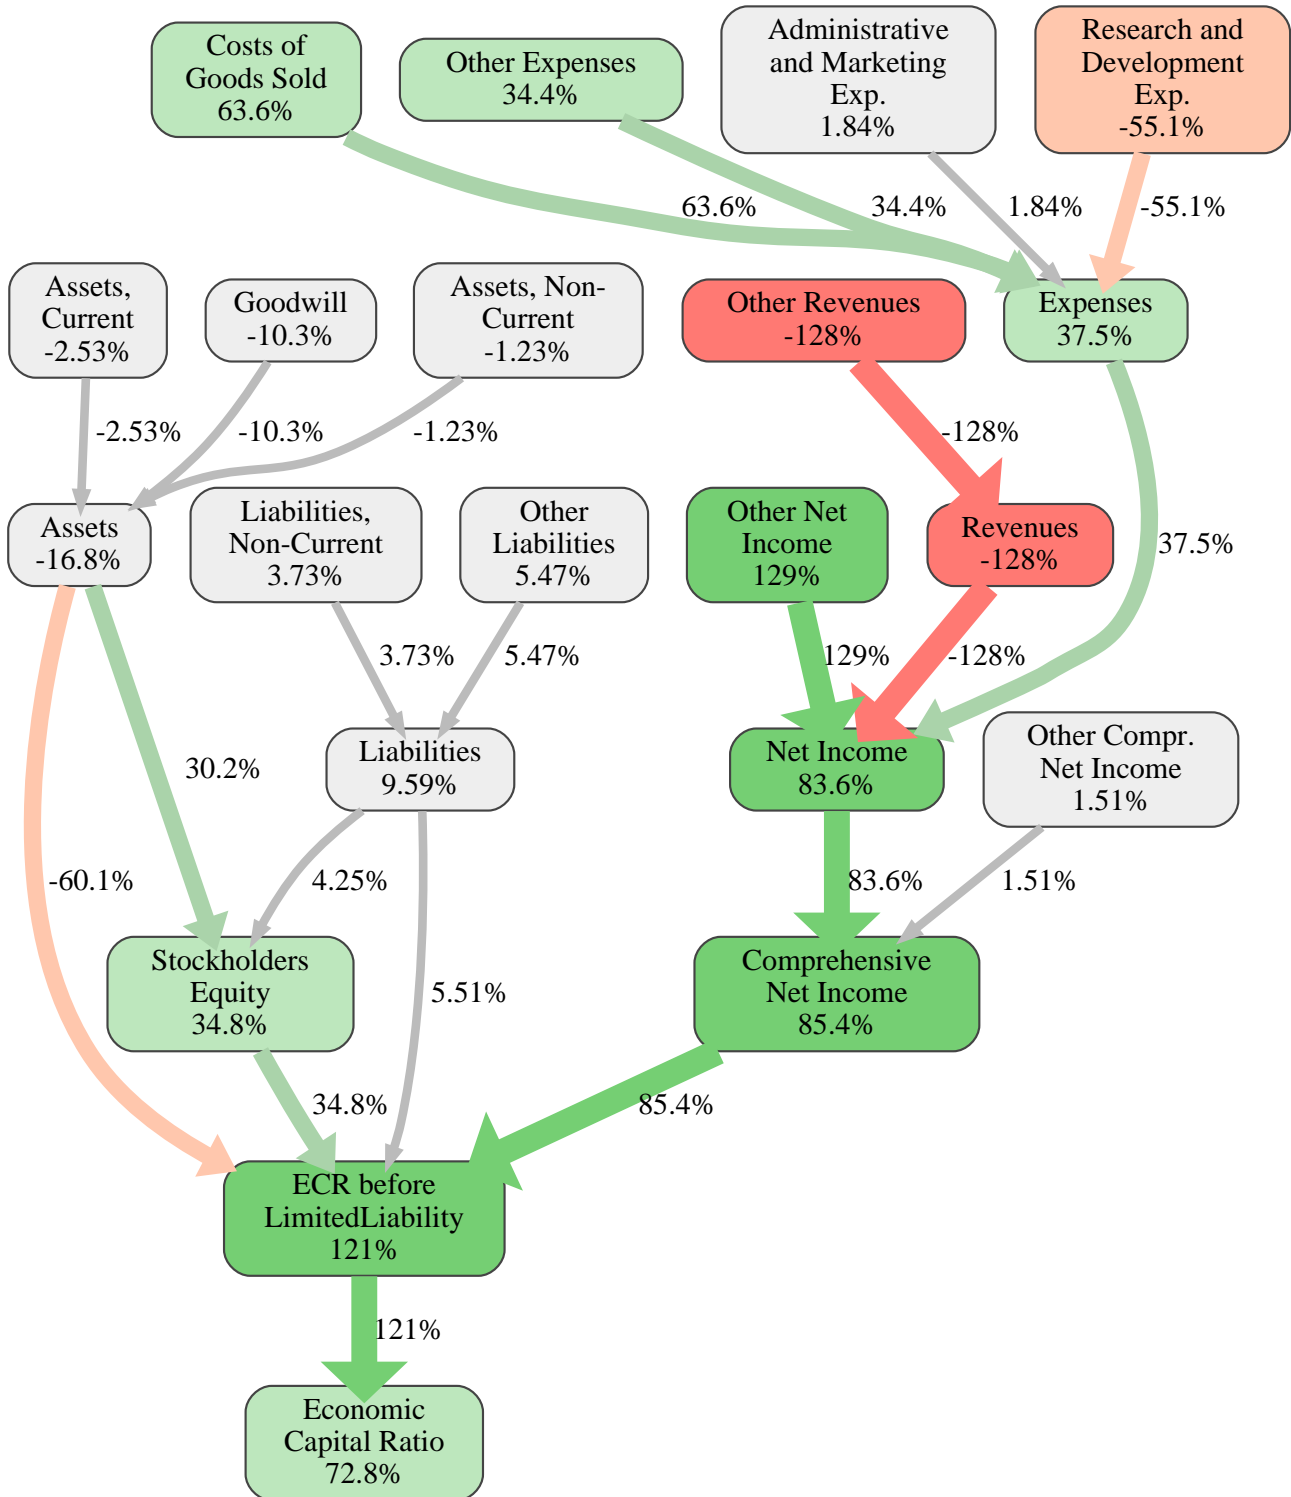 Costs of
Goods Sold
63.6%
Other Expenses
34.4%
Administrative
and Marketing
Exp.
1.84%
Research and
Development
Exp.
-55.1%
63.6%
34.4%
1.84%
-55.1%
Assets,
Current
-2.53%
Goodwill
-10.3%
Assets, Non-
Current
-1.23%
Other Revenues
-128%
Expenses
37.5%
-2.53%
-10.3%
-1.23%
-128%
Assets
-16.8%
Liabilities,
Non-Current
3.73%
Other
Liabilities
5.47%
Other Net
Income
129%
Revenues
-128%
37.5%
3.73%
5.47%
129%
-128%
30.2%
Liabilities
9.59%
Net Income
83.6%
Other Compr.
Net Income
1.51%
-60.1%
4.25%
83.6%
1.51%
Stockholders
Equity
34.8%
5.51%
Comprehensive
Net Income
85.4%
34.8%
85.4%
ECR before
LimitedLiability
121%
121%
Economic
Capital Ratio
72.8%